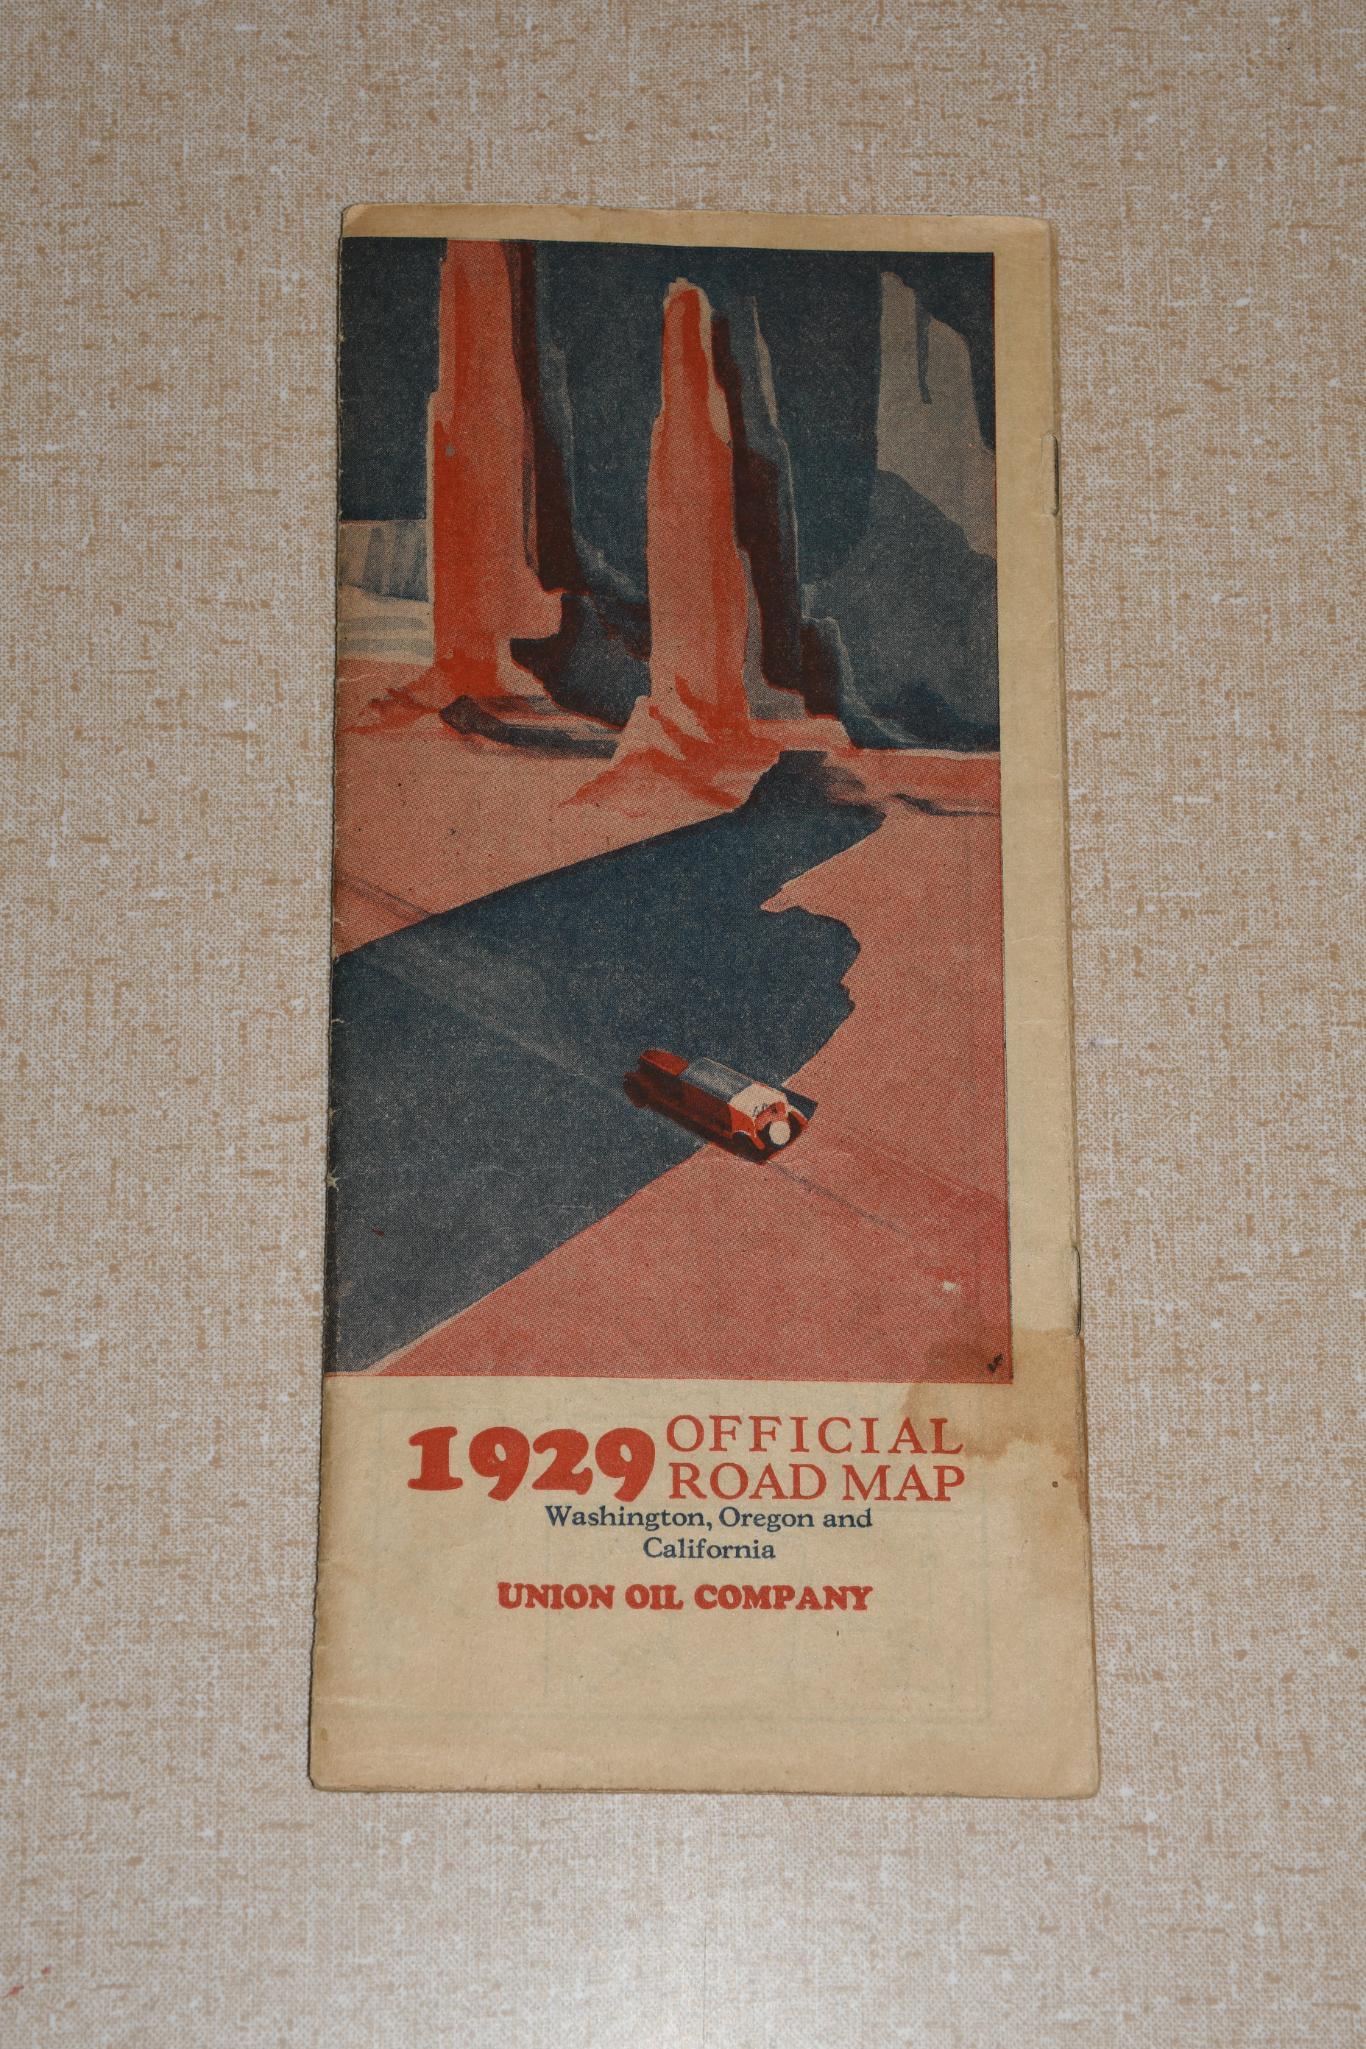 1929 OFFICIAL
ROAD MAP
Washington, Oregon and
California
UNION OIL COMPANY